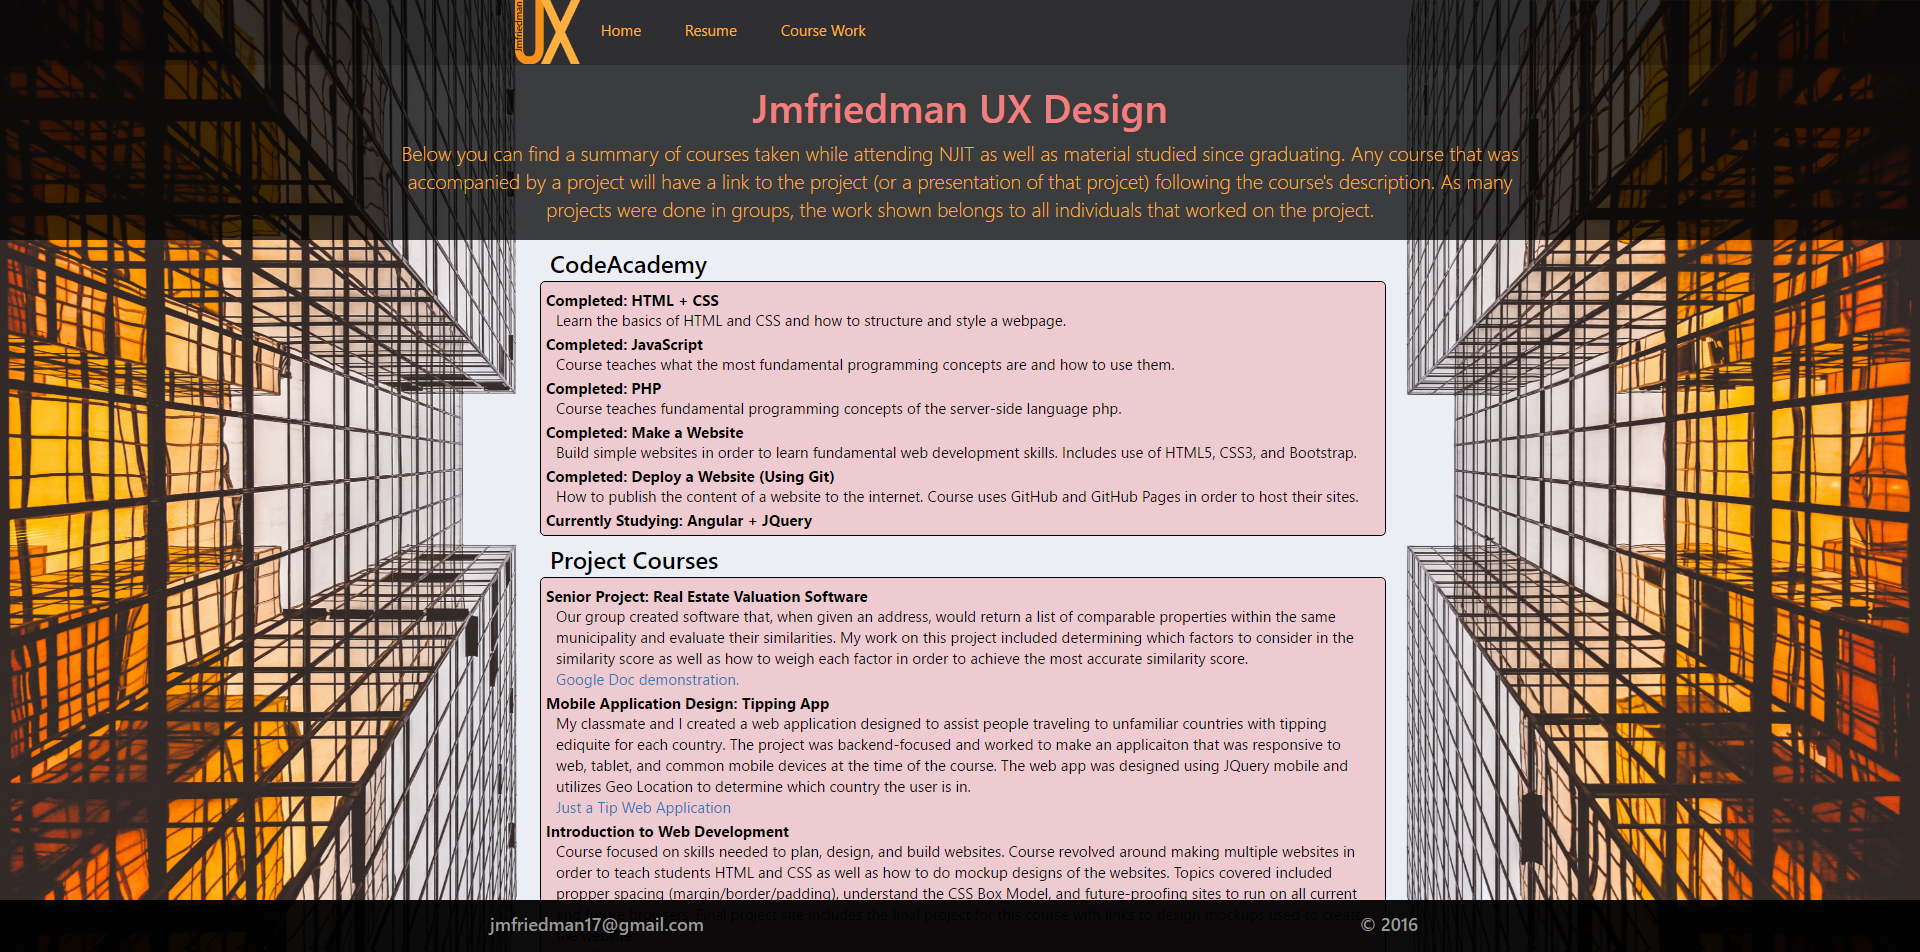 Jmfriedman
UX
Home
Resume
Course Work
Jmfriedman UX Design
Below you can find a summary of courses taken while attending NJIT as well as material studied since graduating. Any course that was
accompanied by a project will have a link to the project (or a presentation of that projcet) following the course's description. As many
projects were done in groups, the work shown belongs to all individuals that worked on the project.
CodeAcademy
Completed: HTML + CSS
Learn the basics of HTML and CSS and how to structure and style a webpage.
Completed: JavaScript
Course teaches what the most fundamental programming concepts are and how to use them.
Completed: PHP
Course teaches fundamental programming concepts of the server-side language php.
Completed: Make a Website
Build simple websites in order to learn fundamental web development skills. Includes use of HTML5, CSS3, and Bootstrap.
Completed: Deploy a Website (Using Git)
How to publish the content of a website to the internet. Course uses GitHub and GitHub Pages in order to host their sites.
Currently Studying: Angular + JQuery
Project Courses
Senior Project: Real Estate Valuation Software
Our group created software that, when given an address, would return a list of comparable properties within the same
municipality and evaluate their similarities. My work on this project included determining which factors to consider in the
similarity score as well as how to weigh each factor in order to achieve the most accurate similarity score.
Google Doc demonstration.
Mobile Application Design: Tipping App
My classmate and I created a web application designed to assist people traveling to unfamiliar countries with tipping
ediquite for each country. The project was backend-focused and worked to make an applicaiton that was responsive to
web, tablet, and common mobile devices at the time of the course. The web app was designed using JQuery mobile and
utilizes Geo Location to determine which country the user is in.
Just a Tip Web Application
Introduction to Web Development
Course focused on skills needed to plan, design, and build websites. Course revolved around making multiple websites in
order to teach students HTML and CSS as well as how to do mockup designs of the websites. Topics covered included
propper spacing (margin/border/padding), understand the CSS Box Model, and future-proofing sites to run on all current
Final project site includes the final project for this course with links to design mockups used to create
jmfriedman17@gmail.com
© 2016